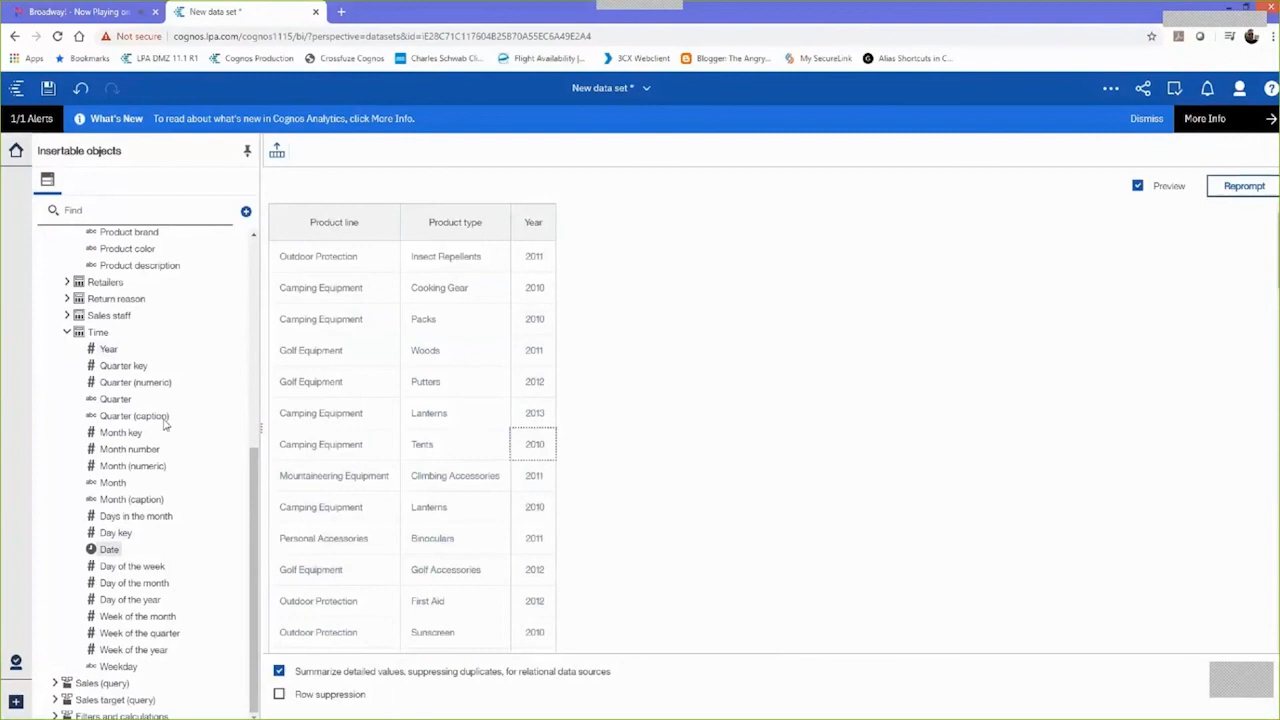 Broadway! - Now Playing on
New data set *
Not secure
cognos.lpa.com/cognos1115/bi/?perspective=datasets&id=iE28C71C117604B25B70A55EC6A49E2A4
Apps
Bookmarks
LPA DMZ 11.1 R1
Cognos Production
Crossfuze Cognos
Charles Schwab Cli...
Flight Availability |...
3CX Webclient
Blogger: The Angry...
My SecureLink
Alias Shortcuts in C...
New data set *
1/1 Alerts
What's New
To read about what's new in Cognos Analytics, click More Info.
Dismiss
More Info
Insertable objects
Find
Preview
Reprompt
Product brand
Product color
Product description
Retailers
Return reason
Sales staff
Time
Year
Quarter key
Quarter (numeric)
Quarter
Quarter (caption)
Month key
Month number
Month (numeric)
Month
Month (caption)
Days in the month
Day key
Date
Day of the week
Day of the month
Day of the year
Week of the month
Week of the quarter
Week of the year
Weekday
Sales (query)
Sales target (query)
Filters and calculations
Product line Product type Year
Outdoor Protection Insect Repellents 2011
Camping Equipment Cooking Gear 2010
Camping Equipment Packs 2010
Golf Equipment Woods 2011
Golf Equipment Putters 2012
Camping Equipment Lanterns 2013
Camping Equipment Tents 2010
Mountaineering Equipment Climbing Accessories 2011
Camping Equipment Lanterns 2010
Personal Accessories Binoculars 2011
Golf Equipment Golf Accessories 2012
Outdoor Protection First Aid 2012
Outdoor Protection Sunscreen 2010
Summarize detailed values, suppressing duplicates, for relational data sources
Row suppression